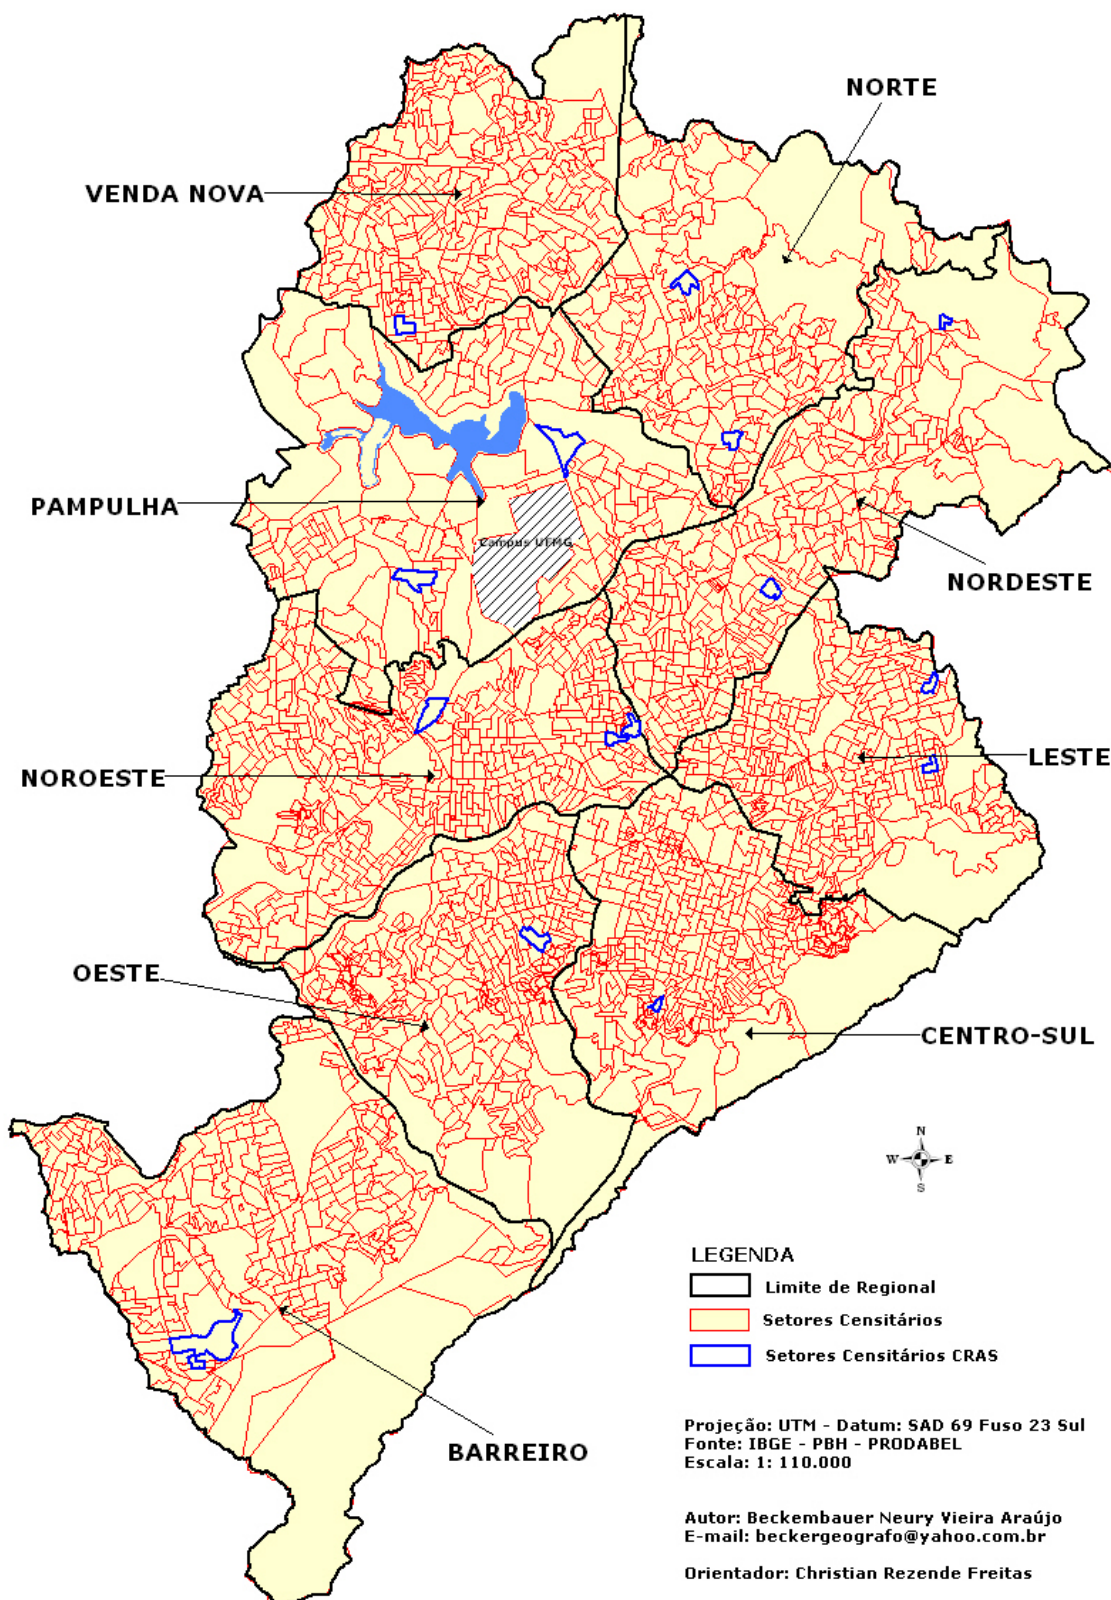 NORTE
VENDA NOVA
PAMPULHA
Campus UFMG
NORDESTE
NOROESTE
LESTE
OESTE
CENTRO-SUL
N
W E
S
LEGENDA
Limite de Regional
Setores Censitários
Setores Censitários CRAS
BARREIRO
Projeção: UTM - Datum: SAD 69 Fuso 23 Sul
Fonte: IBGE - PBH - PRODABEL
Escala: 1: 110.000
Autor: Beckembauer Neury Vieira Araújo
E-mail: beckergeografo@yahoo.com.br
Orientador: Christian Rezende Freitas